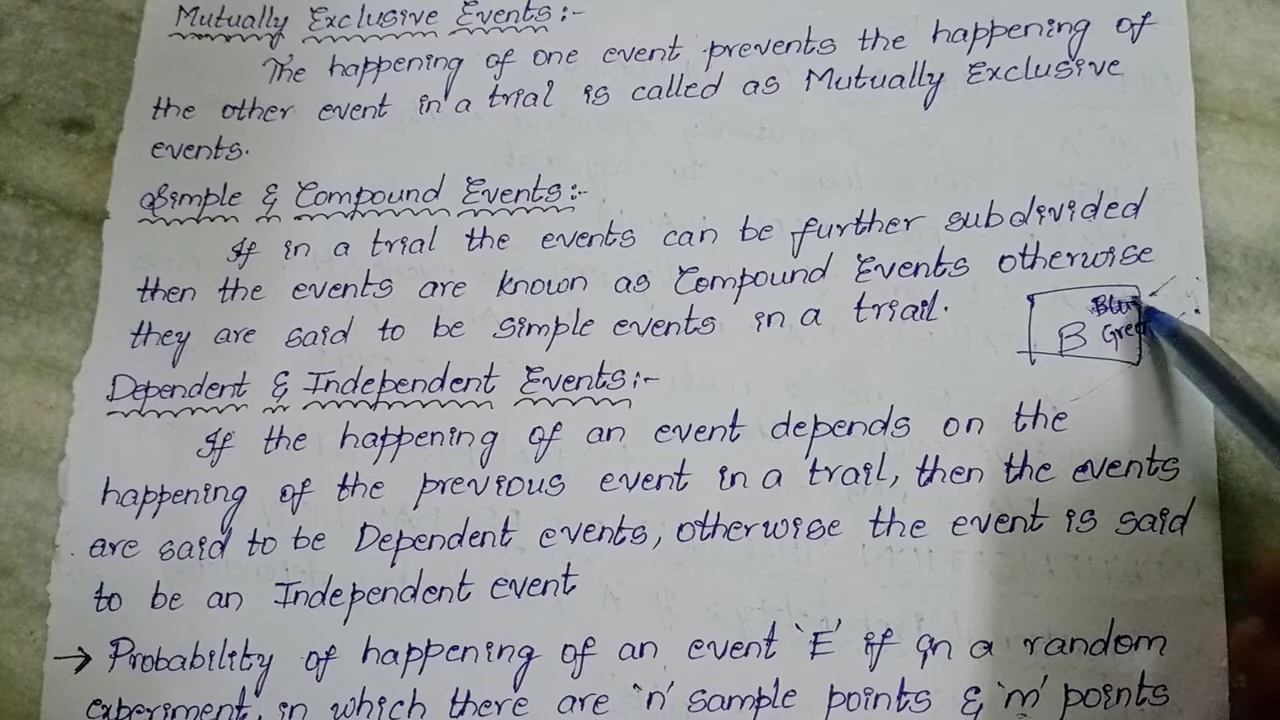 Mutually Exclusive Events:-
The happening of one event prevents the happening of
the other event in a trial is called as Mutually Exclusive
events.
Simple & Compound Events:-
If in a trial the events can be further subdivided
then the events are known as Compound Events otherwise
they are said to be simple events in a triail.
B
Dependent & Independent Events:-
If the happening of an event depends on the
happening of the previous event in a trail, then the events
are said to be Dependent events, otherwise the event is said
to be an Independent event
→ Probability of happening of an event 'E' if in a random
experiment, in which there are 'n' sample points & 'm' points